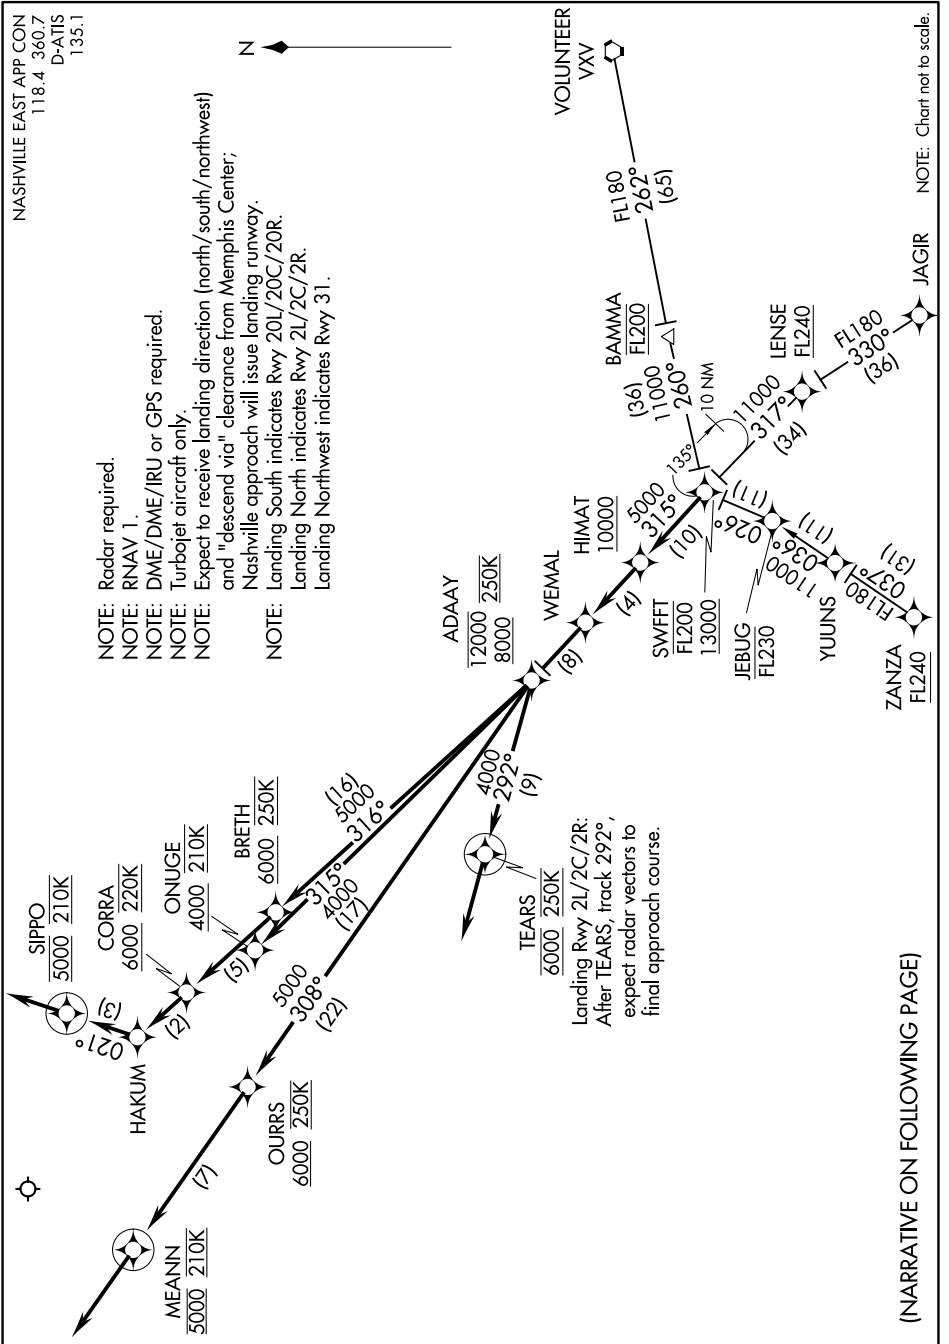 NASHVILLE EAST APP CON
118.4 360.7
D-ATIS
135.1
N
NOTE: Radar required.
NOTE: RNAV 1.
NOTE: DME/DME/IRU or GPS required.
NOTE: Turbojet aircraft only.
NOTE: Expect to receive landing direction (north/south/northwest)
and "descend via" clearance from Memphis Center;
Nashville approach will issue landing runway.
NOTE: Landing South indicates Rwy 20L/20C/20R.
Landing North indicates Rwy 2L/2C/2R.
Landing Northwest indicates Rwy 31.
VOLUNTEER
VXV
FL180
262°
(65)
BAMMA
FL200
(36)
11000
260°
10 NM
135°
LENSE
FL240
11000
317°
(34)
FL180
330°
(36)
JAGIR
NOTE: Chart not to scale.
HIMAT
10000
5000
315°
(10)
WEMAL
(4)
ADAAY
12000 250K
8000
(8)
SWFFT
FL200
13000
026°
(11)
JEBUG
FL230
(11)
036°
11000
YUUNS
(31)
037°
FL180
ZANZA
FL240
SIPPO
5000 210K
CORRA
6000 220K
ONUGE
4000 210K
BRETH
6000 250K
(16)
5000
316°
315°
4000
(17)
(5)
(3)
021°
(2)
HAKUM
5000
308°
(22)
OURRS
6000 250K
(7)
MEANN
5000 210K
4000
292°
(9)
TEARS
6000 250K
Landing Rwy 2L/2C/2R:
After TEARS, track 292°,
expect radar vectors to
final approach course.
(NARRATIVE ON FOLLOWING PAGE)